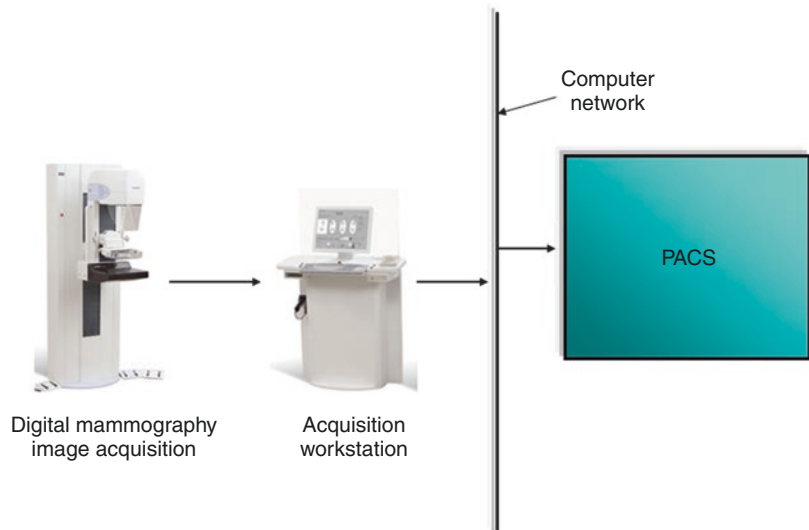 Computer
network
PACS
Digital mammography
image acquisition
Acquisition
workstation